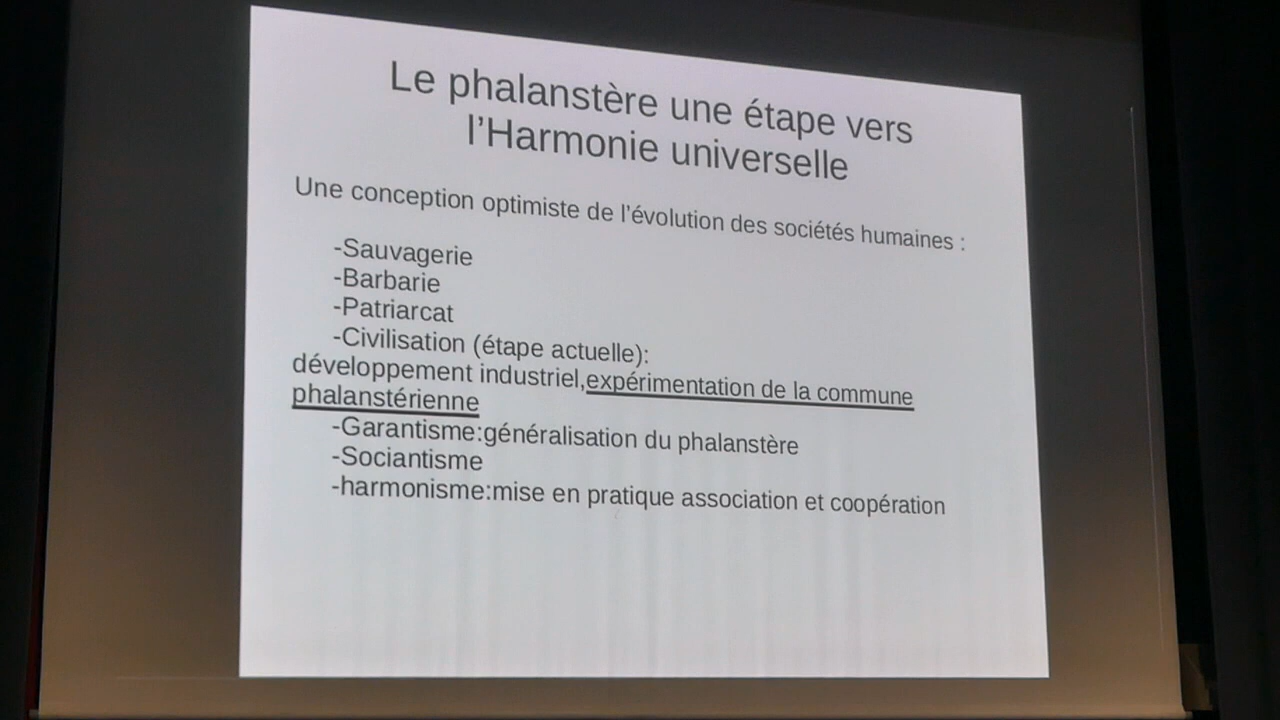 Le phalanstère une étape vers
l’Harmonie universelle
Une conception optimiste de l’évolution des sociétés humaines :
-Sauvagerie
-Barbarie
-Patriarcat
-Civilisation (étape actuelle):
développement industriel,expérimentation de la commune
phalanstérienne
-Garantisme:généralisation du phalanstère
-Sociantisme
-harmonisme:mise en pratique association et coopération